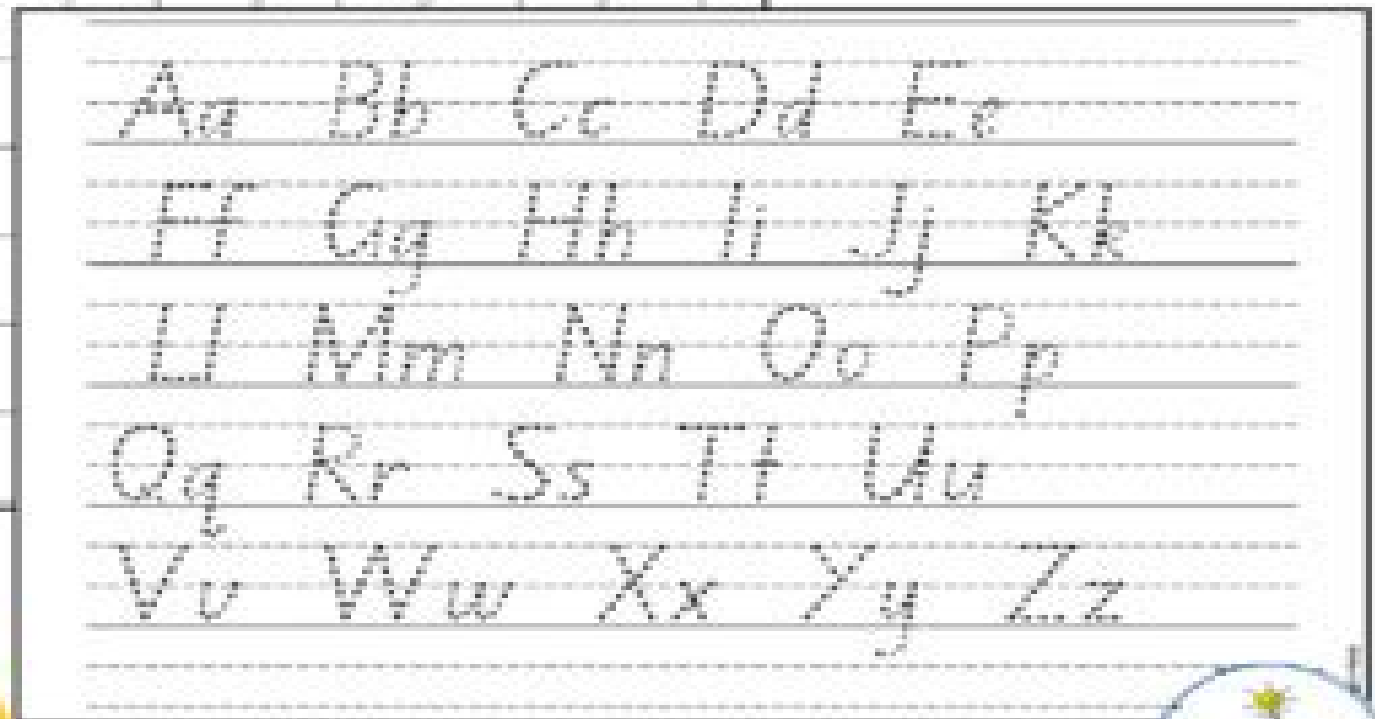 Aa Bb Cc Dd Ee
Ff Gg Hh Ii Jj Kk
Ll Mm Nn Oo Pp
Qq Rr Ss Tt Uu
Vv Ww Xx Yy Zz